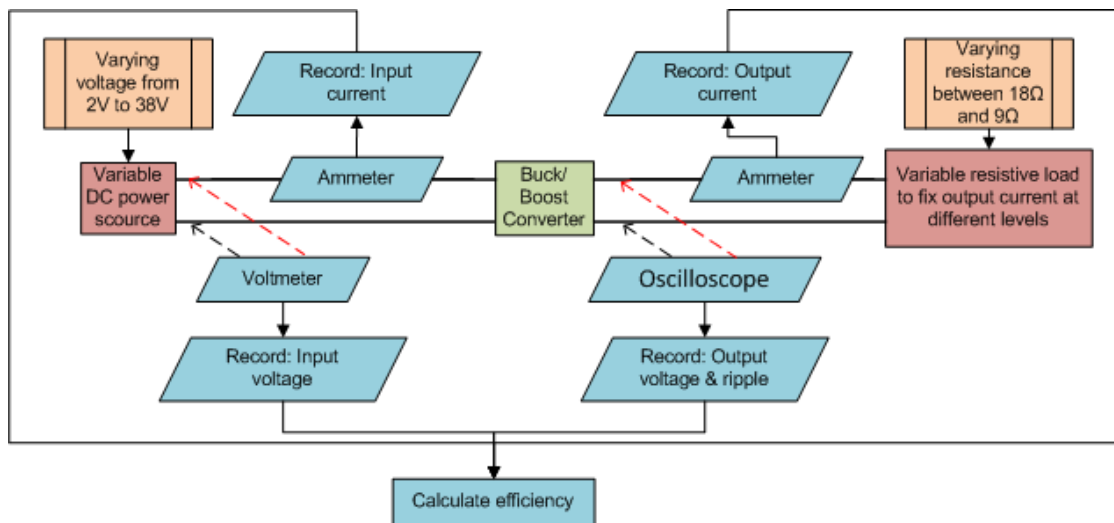 Varying
voltage from
2V to 38V
Record: Input
current
Record: Output
current
Varying
resistance
between 18Ω
and 9Ω
Variable
DC power
scource
Ammeter
Buck/
Boost
Converter
Ammeter
Variable resistive load
to fix output current at
different levels
Voltmeter
Oscilloscope
Record: Input
voltage
Record: Output
voltage & ripple
Calculate efficiency